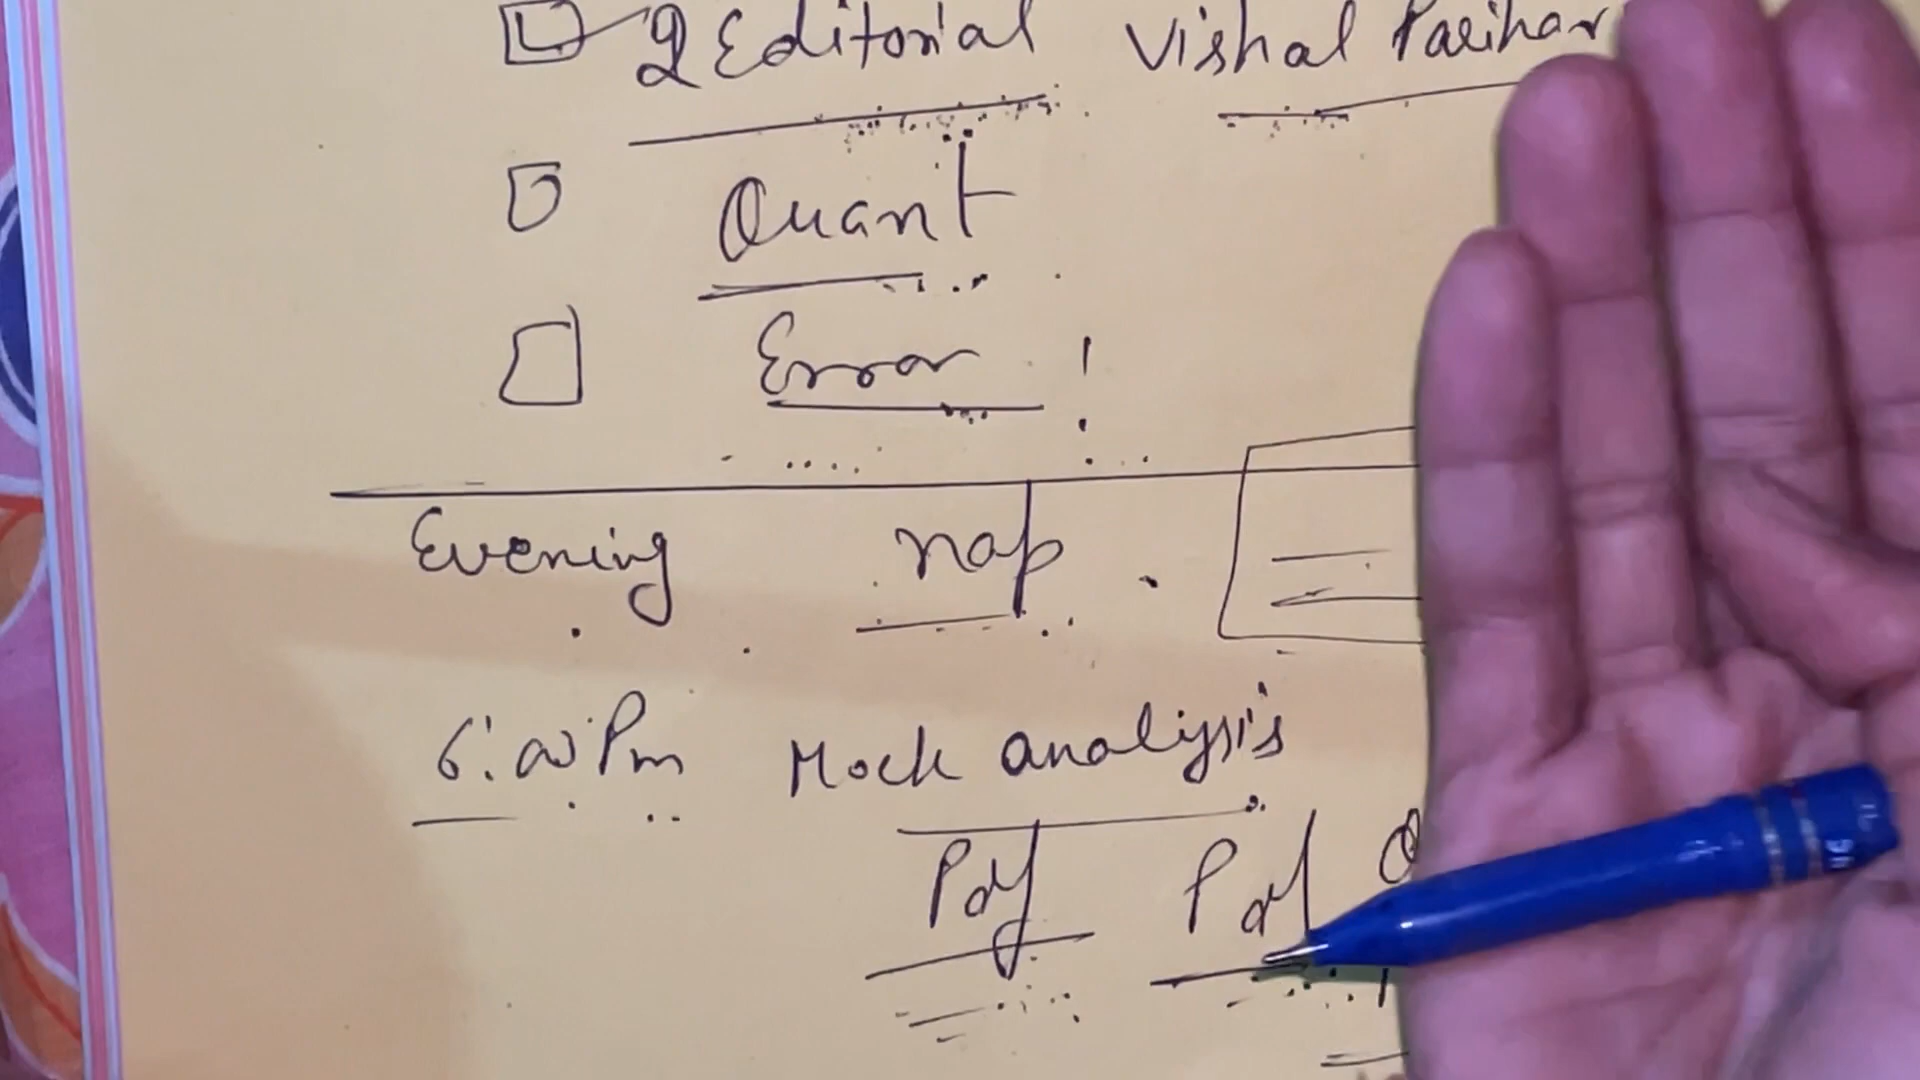 2 Editorial Vishal Parihar
Quant
Error !
Evening nap
6:00 Pm Mock analysis
Pdf Pdf